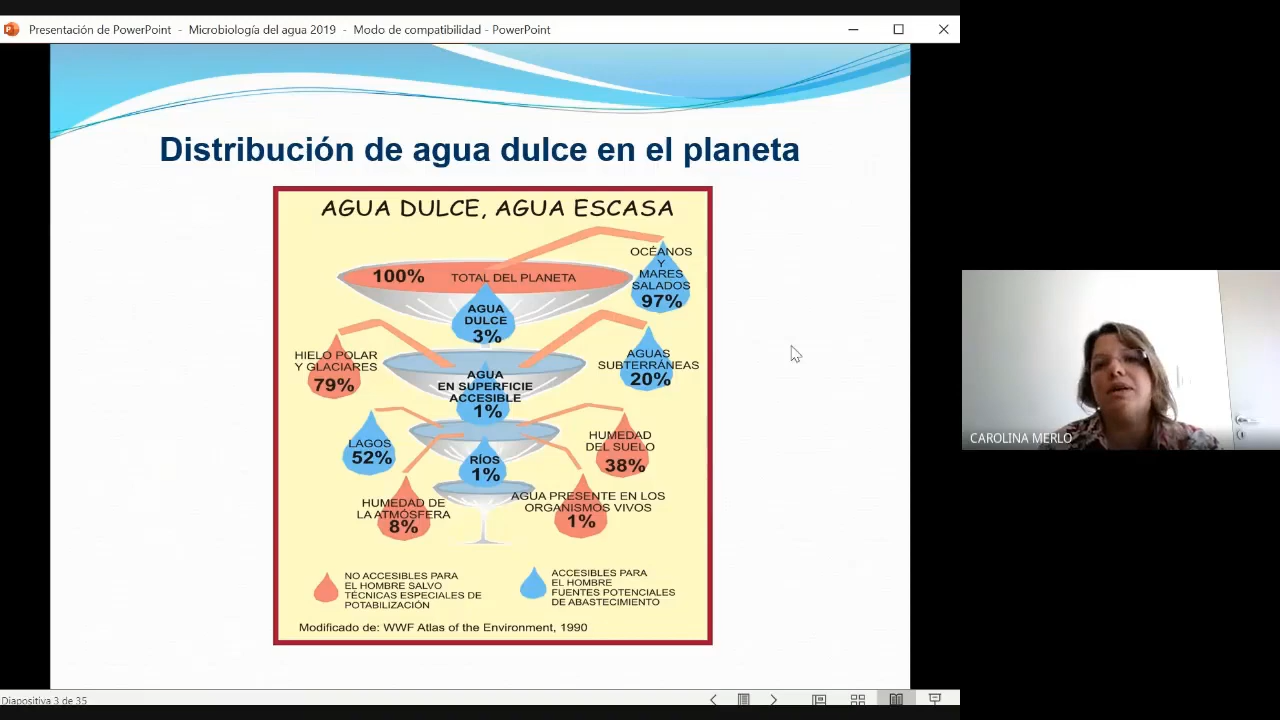 Presentación de PowerPoint - Microbiología del agua 2019 - Modo de compatibilidad - PowerPoint
Distribución de agua dulce en el planeta
AGUA DULCE, AGUA ESCASA
OCÉANOS
Y
MARES
SALADOS
97%
100% TOTAL DEL PLANETA
AGUA
DULCE
3%
HIELO POLAR
Y GLACIARES
79%
AGUA
EN SUPERFICIE
ACCESIBLE
1%
AGUAS
SUBTERRÁNEAS
20%
LAGOS
52%
RÍOS
1%
HUMEDAD
DEL SUELO
38%
HUMEDAD DE
LA ATMÓSFERA
8%
AGUA PRESENTE EN LOS
ORGANISMOS VIVOS
1%
NO ACCESIBLES PARA
EL HOMBRE SALVO
TÉCNICAS ESPECIALES DE
POTABILIZACIÓN
ACCESIBLES PARA
EL HOMBRE
FUENTES POTENCIALES
DE ABASTECIMIENTO
Modificado de: WWF Atlas of the Environment, 1990
CAROLINA MERLO
Diapositiva 3 de 35